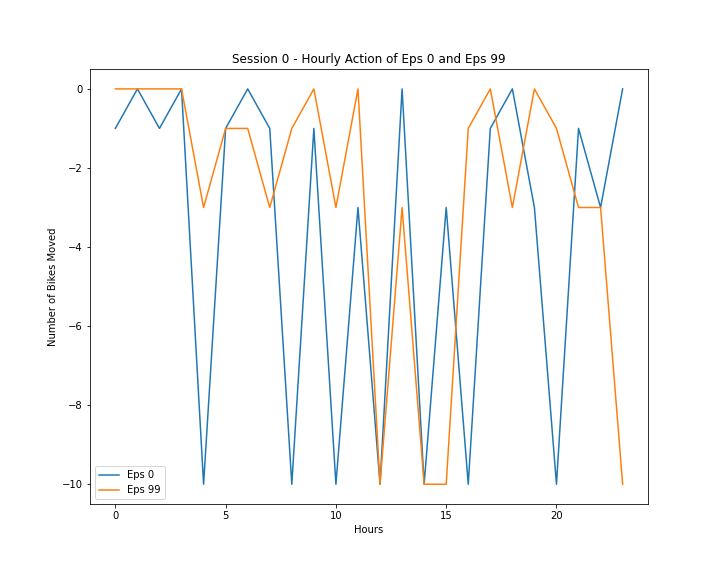 Session 0 - Hourly Action of Eps 0 and Eps 99
Number of Bikes Moved
0
−2
−4
−6
−8
−10
Eps 0
Eps 99
0
5
10
15
20
Hours